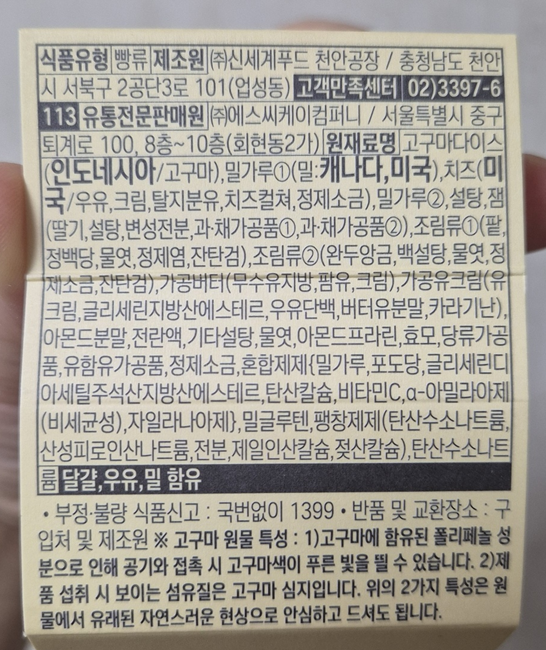 식품유형 빵류 제조원 ㈜신세계푸드 천안공장 / 충청남도 천안
시 서북구 2공단3로 101(업성동) 고객만족센터 02)3397-6
113 유통전문판매원 ㈜에스씨케이컴퍼니 / 서울특별시 중구
퇴계로 100, 8층~10층(회현동2가) 원재료명 고구마다이스
(인도네시아/고구마),밀가루①(밀:캐나다,미국),치즈(미
국/우유,크림,탈지분유,치즈컬쳐,정제소금),밀가루②,설탕,잼
(딸기,설탕,변성전분,과·채가공품①,과·채가공품②),조림류①(팥,
정백당,물엿,정제염,잔탄검),조림류②(완두앙금,백설탕,물엿,정
제소금,잔탄검),가공버터(무수유지방,팜유,크림),가공유크림(유
크림,글리세린지방산에스테르,우유단백,버터유분말,카라기난),
아몬드분말,전란액,기타설탕,물엿,아몬드프라린,효모,당류가공
품,유함유가공품,정제소금,혼합제제{밀가루,포도당,글리세린디
아세틸주석산지방산에스테르,탄산칼슘,비타민C,α-아밀라아제
(비세균성),자일라나아제},밀글루텐,팽창제제(탄산수소나트륨,
산성피로인산나트륨,전분,제일인산칼슘,젖산칼슘),탄산수소나트
륨 달걀,우유,밀 함유
• 부정·불량 식품신고 : 국번없이 1399 • 반품 및 교환장소 : 구
입처 및 제조원 ※ 고구마 원물 특성 : 1)고구마에 함유된 폴리페놀 성
분으로 인해 공기와 접촉 시 고구마색이 푸른 빛을 띌 수 있습니다. 2)제
품 섭취 시 보이는 섬유질은 고구마 심지입니다. 위의 2가지 특성은 원
물에서 유래된 자연스러운 현상으로 안심하고 드셔도 됩니다.